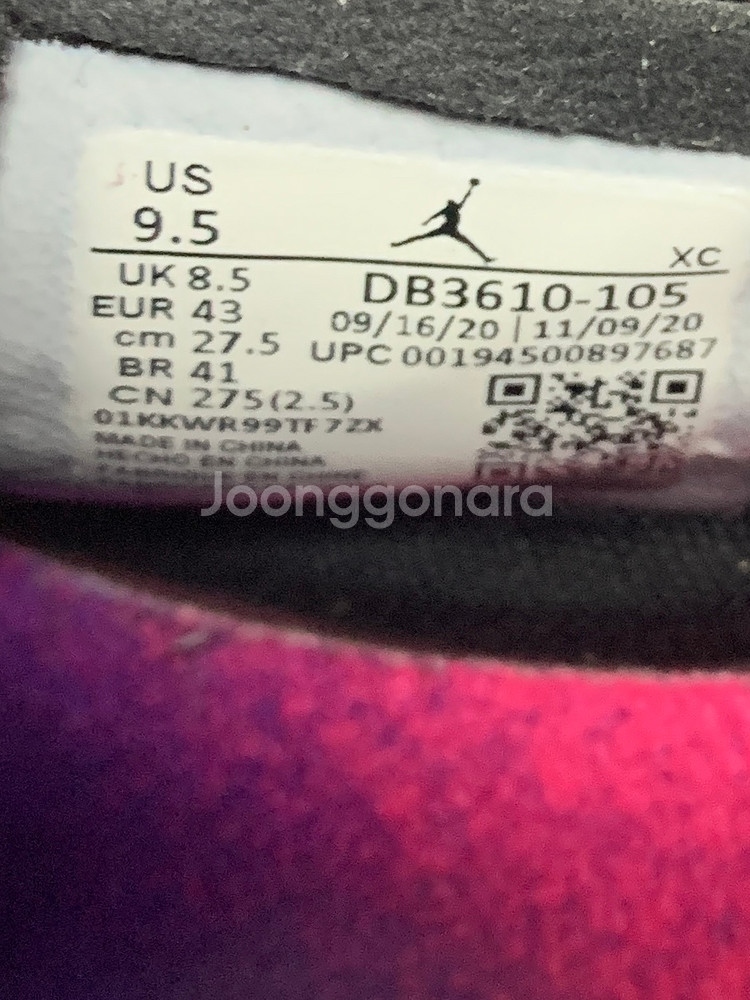 US
9.5
XC
UK 8.5
EUR 43
cm 27.5
BR 41
CN 275(2.5)
DB3610-105
09/16/20 | 11/09/20
UPC 00194500897687
01KKWR99TF7ZX
MADE IN CHINA
HECHO EN CHINA
Joonggonara